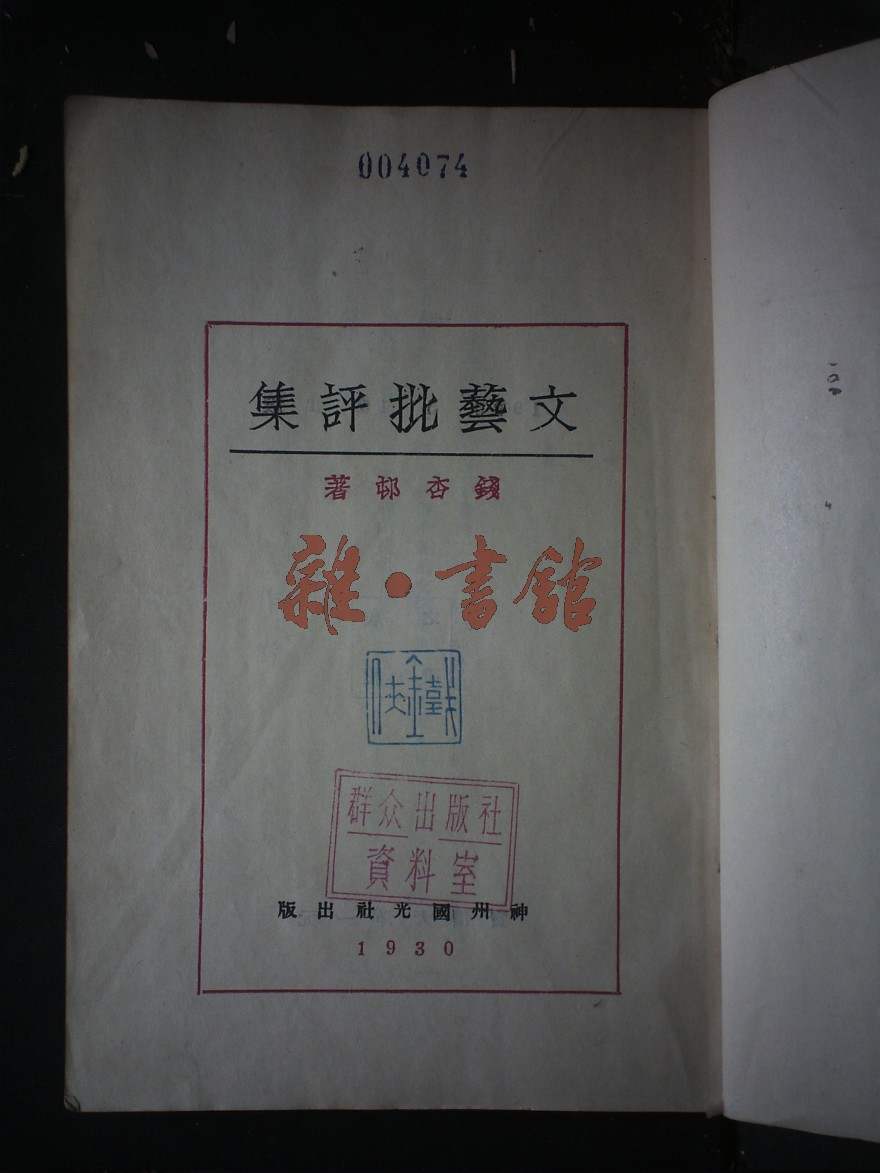 004074
文藝批評集
錢杏邨著
雜·書館
群众出版社
資料室
神州國光社出版
1930